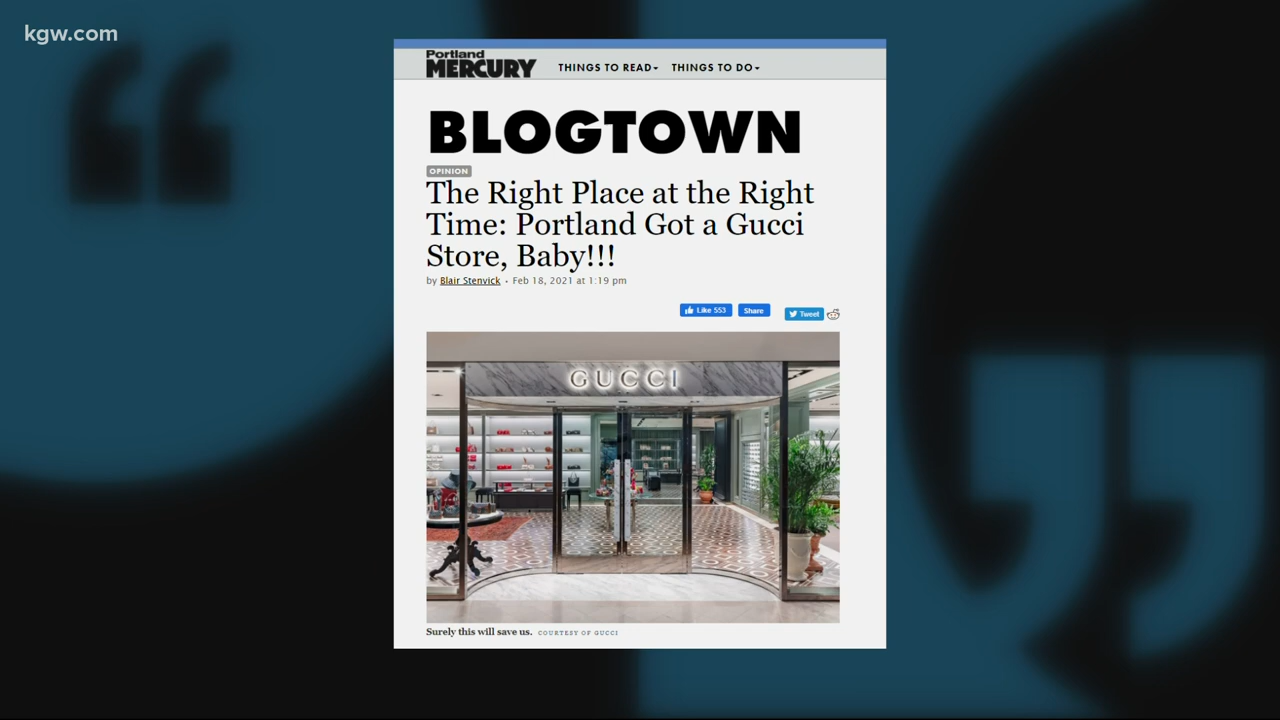 kgw.com
Portland
MERCURY
THINGS TO READ THINGS TO DO
BLOGTOWN
OPINION
The Right Place at the Right
Time: Portland Got a Gucci
Store, Baby!!!
by Blair Stenvick • Feb 18, 2021 at 1:19 pm
Like 553 Share Tweet
GUCCI
Surely this will save us. COURTESY OF GUCCI